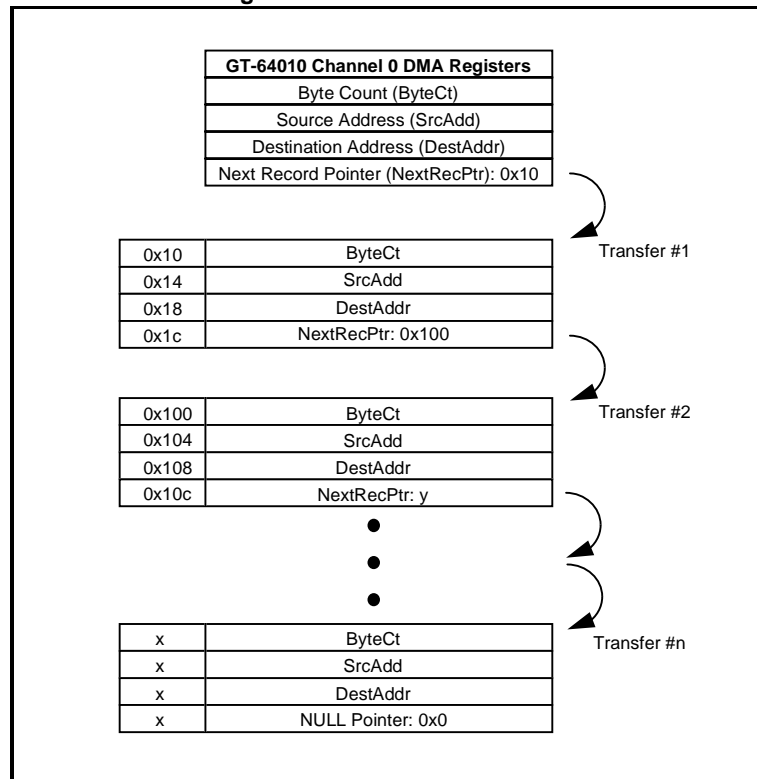 GT-64010 Channel 0 DMA Registers
Byte Count (ByteCt)
Source Address (SrcAdd)
Destination Address (DestAddr)
Next Record Pointer (NextRecPtr): 0x10
Transfer #1
0x10 ByteCt
0x14 SrcAdd
0x18 DestAddr
0x1c NextRecPtr: 0x100
Transfer #2
0x100 ByteCt
0x104 SrcAdd
0x108 DestAddr
0x10c NextRecPtr: y
Transfer #n
x ByteCt
x SrcAdd
x DestAddr
x NULL Pointer: 0x0